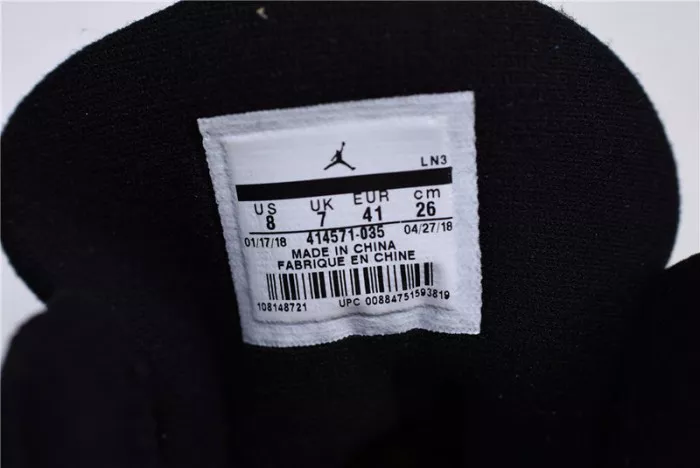 LN3
US UK EUR cm
8 7 41 26
01/17/18 414571-035 04/27/18
MADE IN CHINA
FABRIQUE EN CHINE
108148721 UPC 00884751593819